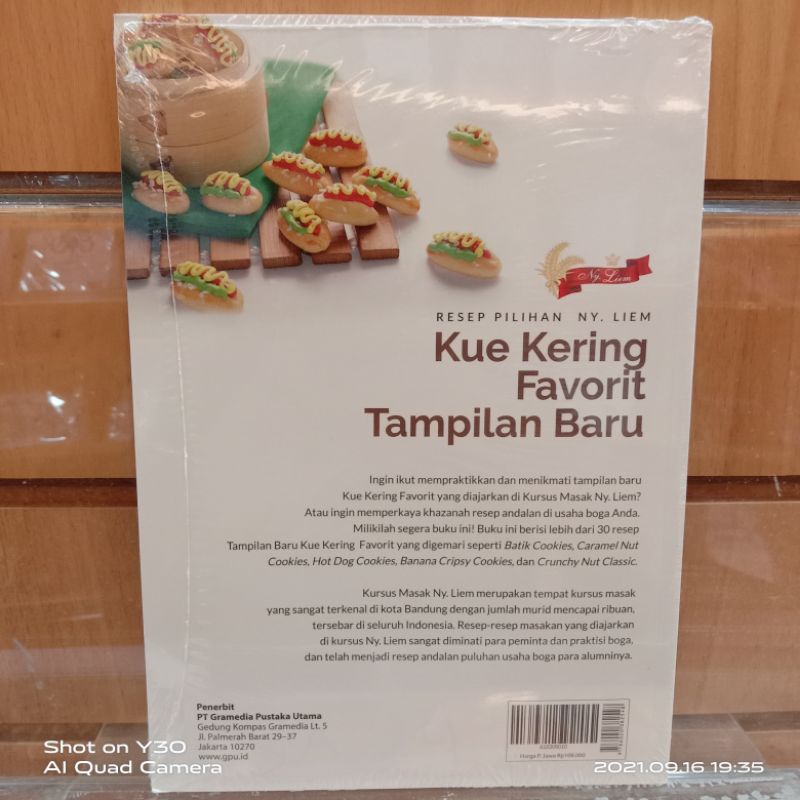 Ny. Liem
RESEP PILIHAN NY. LIEM
Kue Kering
Favorit
Tampilan Baru
Ingin ikut mempraktikkan dan menikmati tampilan baru
Kue Kering Favorit yang diajarkan di Kursus Masak Ny. Liem?
Atau ingin memperkaya khazanah resep andalan di usaha boga Anda.
Milikilah segera buku ini! Buku ini berisi lebih dari 30 resep
Tampilan Baru Kue Kering Favorit yang digemari seperti Batik Cookies, Caramel Nut
Cookies, Hot Dog Cookies, Banana Cripsy Cookies, dan Crunchy Nut Classic.
Kursus Masak Ny. Liem merupakan tempat kursus masak
yang sangat terkenal di kota Bandung dengan jumlah murid mencapai ribuan,
tersebar di seluruh Indonesia. Resep-resep masakan yang diajarkan
di kursus Ny. Liem sangat diminati para peminta dan praktisi boga,
dan telah menjadi resep andalan puluhan usaha boga para alumninya.
Penerbit
PT Gramedia Pustaka Utama
Gedung Kompas Gramedia Lt. 5
Jl. Palmerah Barat 29–37
Jakarta 10270
www.gpu.id
Harga P. Jawa
Shot on Y30
AI Quad Camera
2021.09.16 19:35